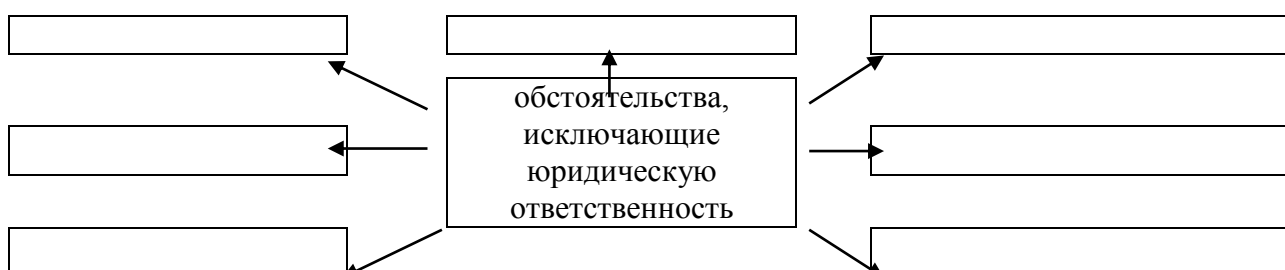 обстоятельства,
исключающие
юридическую
ответственность